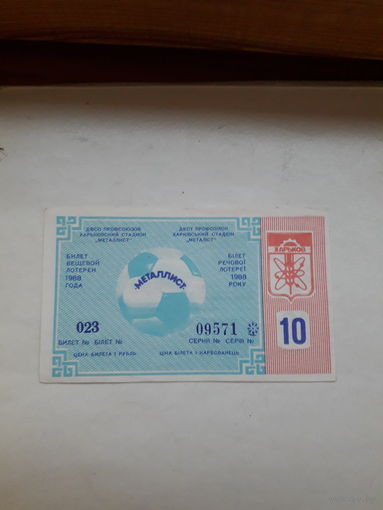 ДФСО ПРОФСОЮЗОВ
ХАРЬКОВСКИЙ СТАДИОН
"МЕТАЛЛИСТ"
ДФСТ ПРОФСПІЛОК
ХАРКІВСЬКИЙ СТАДІОН
"МЕТАЛІСТ"
БИЛЕТ
ВЕЩЕВОЙ
ЛОТЕРЕИ
1988
ГОДА
БІЛЕТ
РЕЧОВОЇ
ЛОТЕРЕЇ
1988
РОКУ
·МЕТАЛЛИСТ·
ХАРЬКОВ
023
09571
10
БИЛЕТ № БІЛЕТ №
СЕРИЯ № СЕРІЯ №
ЦЕНА БИЛЕТА 1 РУБЛЬ
ЦІНА БІЛЕТА 1 КАРБОВАНЕЦЬ